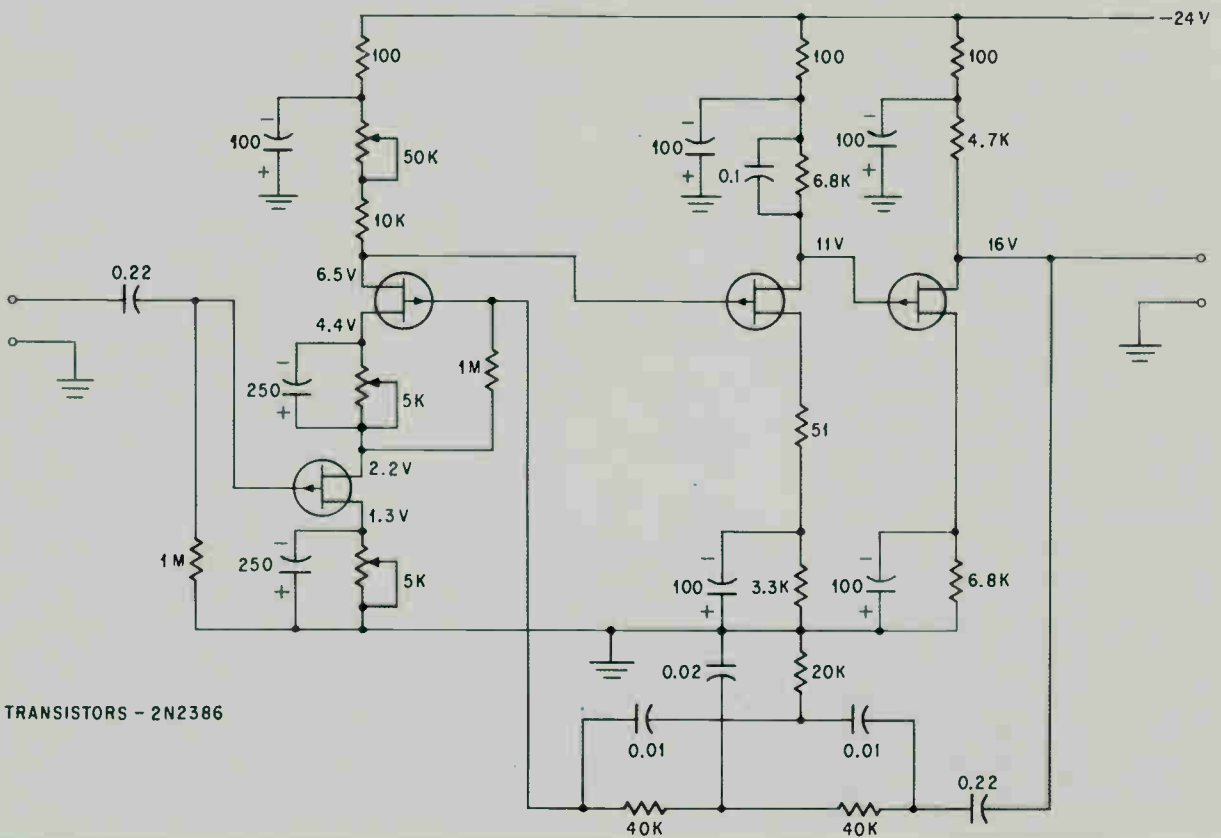 −24V
100
100
100
100
−
+
50K
100
−
+
0.1
6.8K
100
−
+
4.7K
10K
11V
16V
0.22
6.5V
4.4V
250
−
+
5K
1M
51
2.2V
1.3V
1M
250
−
+
5K
100
−
+
3.3K
100
−
+
6.8K
0.02
20K
TRANSISTORS - 2N2386
0.01
0.01
0.22
40K
40K